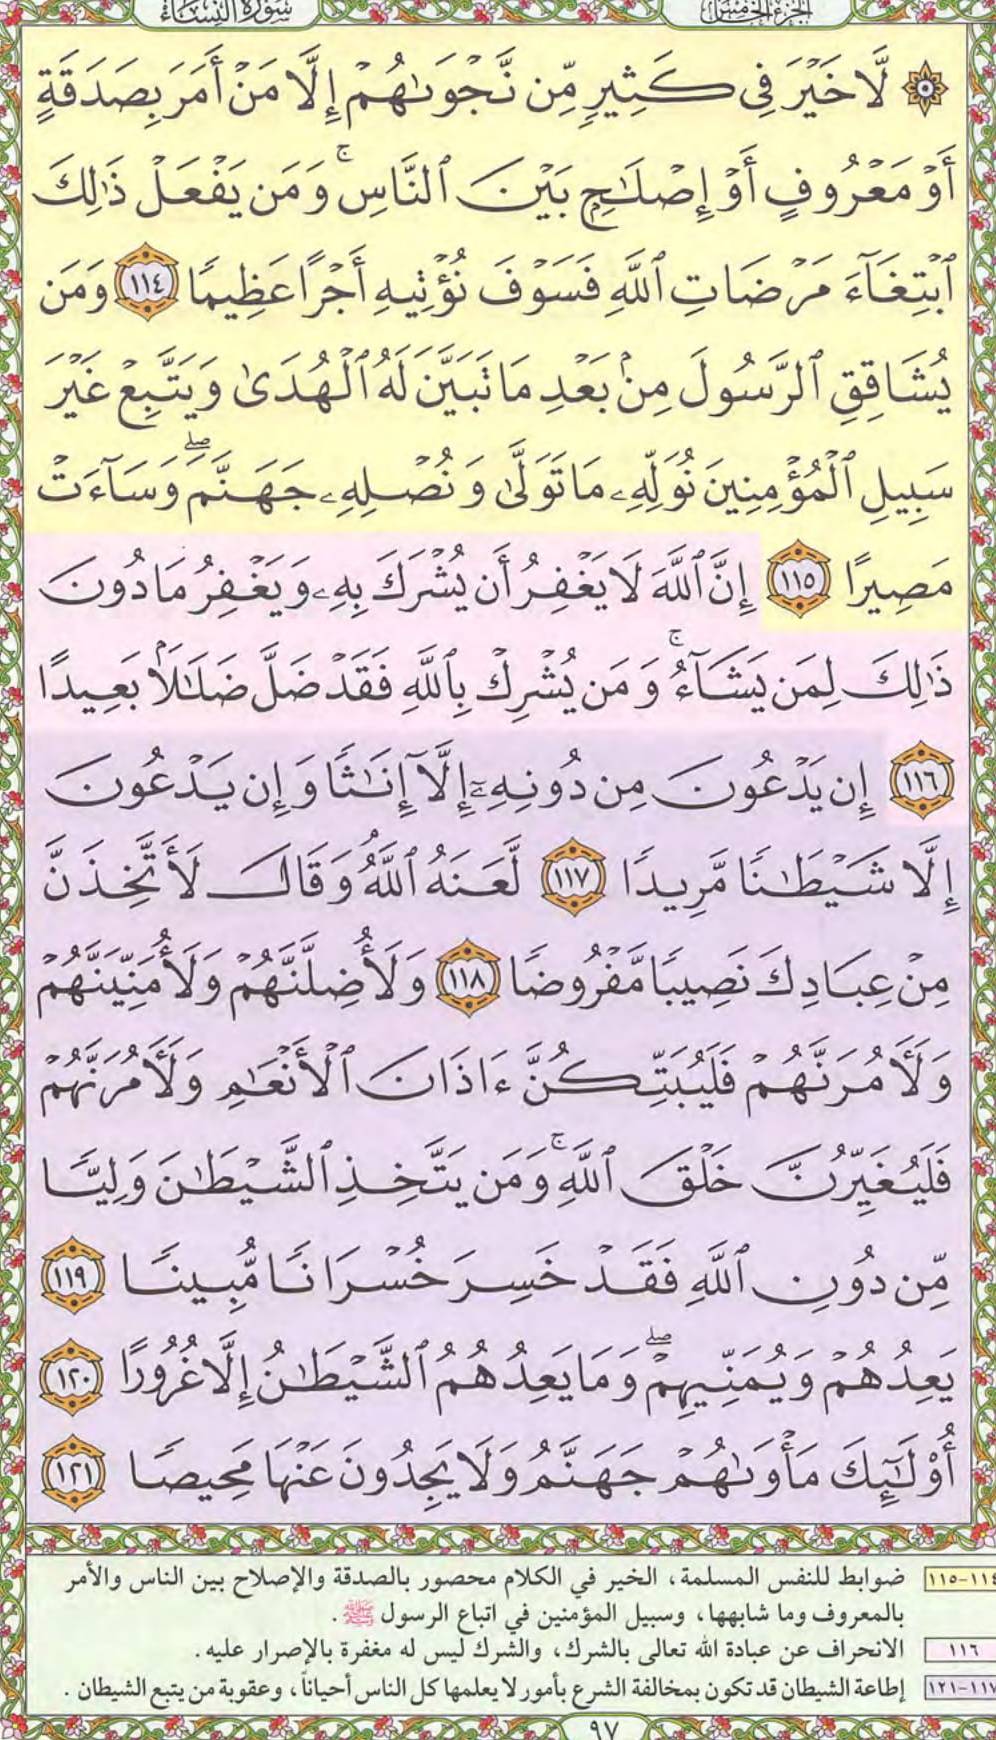 سورة النساء
الجزء الخامس
۞ لَّا خَيْرَ فِي كَثِيرٍ مِّن نَّجْوَىٰهُمْ إِلَّا مَنْ أَمَرَ بِصَدَقَةٍ
أَوْ مَعْرُوفٍ أَوْ إِصْلَٰحٍۭ بَيْنَ ٱلنَّاسِۚ وَمَن يَفْعَلْ ذَٰلِكَ
ٱبْتِغَآءَ مَرْضَاتِ ٱللَّهِ فَسَوْفَ نُؤْتِيهِ أَجْرًا عَظِيمًا ١١٤ وَمَن
يُشَاقِقِ ٱلرَّسُولَ مِنۢ بَعْدِ مَا تَبَيَّنَ لَهُ ٱلْهُدَىٰ وَيَتَّبِعْ غَيْرَ
سَبِيلِ ٱلْمُؤْمِنِينَ نُوَلِّهِۦ مَا تَوَلَّىٰ وَنُصْلِهِۦ جَهَنَّمَۖ وَسَآءَتْ
مَصِيرًا ١١٥ إِنَّ ٱللَّهَ لَا يَغْفِرُ أَن يُشْرَكَ بِهِۦ وَيَغْفِرُ مَا دُونَ
ذَٰلِكَ لِمَن يَشَآءُۚ وَمَن يُشْرِكْ بِٱللَّهِ فَقَدْ ضَلَّ ضَلَٰلًۢا بَعِيدًا
١١٦ إِن يَدْعُونَ مِن دُونِهِۦٓ إِلَّآ إِنَٰثًا وَإِن يَدْعُونَ
إِلَّا شَيْطَٰنًا مَّرِيدًا ١١٧ لَّعَنَهُ ٱللَّهُۘ وَقَالَ لَأَتَّخِذَنَّ
مِنْ عِبَادِكَ نَصِيبًا مَّفْرُوضًا ١١٨ وَلَأُضِلَّنَّهُمْ وَلَأُمَنِّيَنَّهُمْ
وَلَءَامُرَنَّهُمْ فَلَيُبَتِّكُنَّ ءَاذَانَ ٱلْأَنْعَٰمِ وَلَءَامُرَنَّهُمْ
فَلَيُغَيِّرُنَّ خَلْقَ ٱللَّهِۚ وَمَن يَتَّخِذِ ٱلشَّيْطَٰنَ وَلِيًّا
مِّن دُونِ ٱللَّهِ فَقَدْ خَسِرَ خُسْرَانًا مُّبِينًا ١١٩
يَعِدُهُمْ وَيُمَنِّيهِمْۖ وَمَا يَعِدُهُمُ ٱلشَّيْطَٰنُ إِلَّا غُرُورًا ١٢٠
أُو۟لَٰٓئِكَ مَأْوَىٰهُمْ جَهَنَّمُ وَلَا يَجِدُونَ عَنْهَا مَحِيصًا ١٢١
١١٤-١١٥ ضوابط للنفس المسلمة، الخير في الكلام محصور بالصدقة والإصلاح بين الناس والأمر
بالمعروف وما شابهها، وسبيل المؤمنين في اتباع الرسول ﷺ.
١١٦ الانحراف عن عبادة الله تعالى بالشرك، والشرك ليس له مغفرة بالإصرار عليه.
١١٧-١٢١ إطاعة الشيطان قد تكون بمخالفة الشرع بأمور لا يعلمها كل الناس أحياناً، وعقوبة من يتبع الشيطان.
٩٧